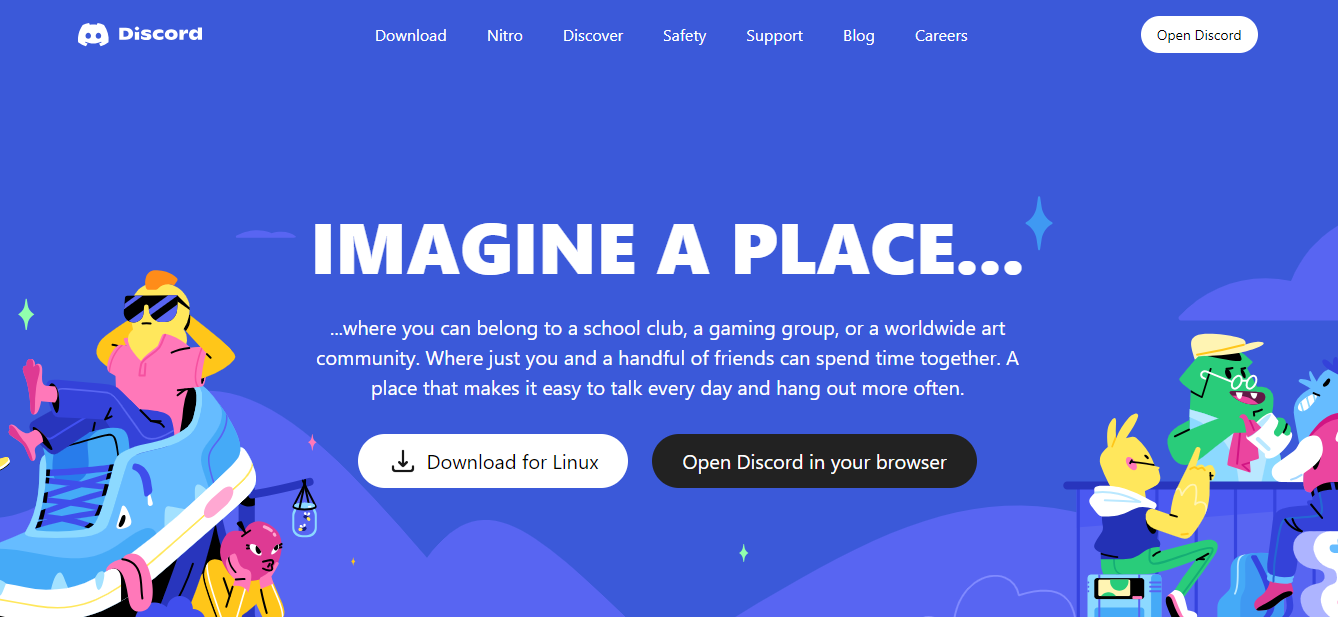 Discord
Download
Nitro
Discover
Safety
Support
Blog
Careers
Open Discord
IMAGINE A PLACE...
...where you can belong to a school club, a gaming group, or a worldwide art
community. Where just you and a handful of friends can spend time together. A
place that makes it easy to talk every day and hang out more often.
Download for Linux
Open Discord in your browser